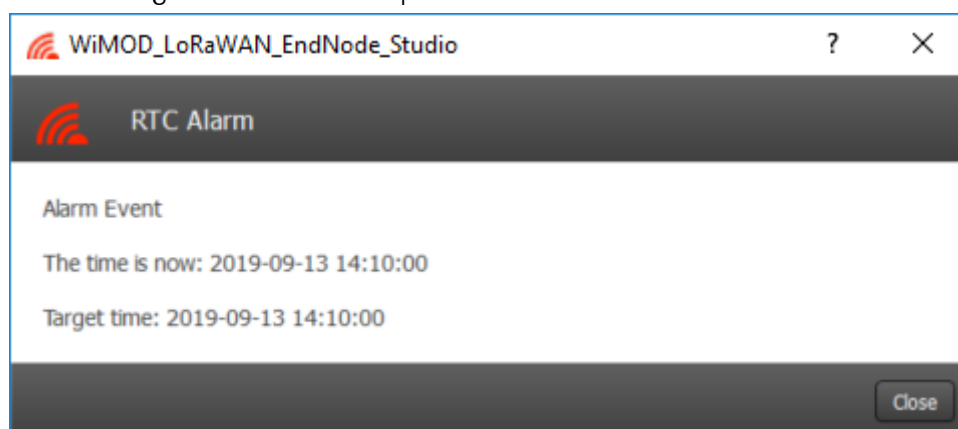 WiMOD_LoRaWAN_EndNode_Studio ? ×
RTC Alarm
Alarm Event
The time is now: 2019-09-13 14:10:00
Target time: 2019-09-13 14:10:00
Close